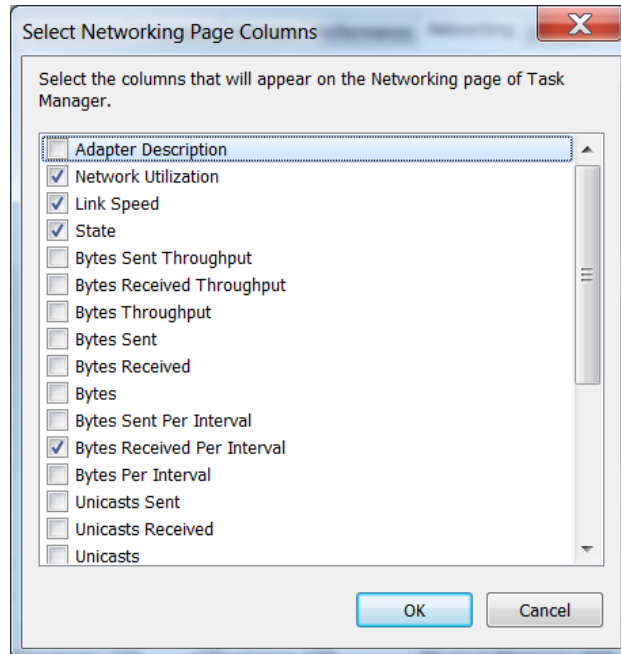 Select Networking Page Columns
Select the columns that will appear on the Networking page of Task
Manager.
Adapter Description
Network Utilization
Link Speed
State
Bytes Sent Throughput
Bytes Received Throughput
Bytes Throughput
Bytes Sent
Bytes Received
Bytes
Bytes Sent Per Interval
Bytes Received Per Interval
Bytes Per Interval
Unicasts Sent
Unicasts Received
Unicasts
OK
Cancel